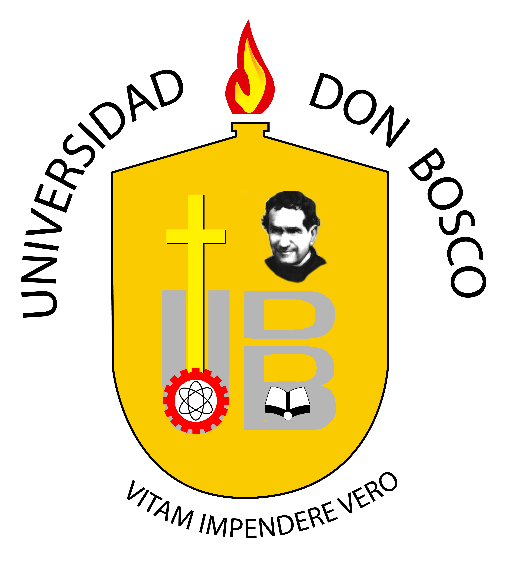 UNIVERSIDAD DON BOSCO
UDB
VITAM IMPENDERE VERO